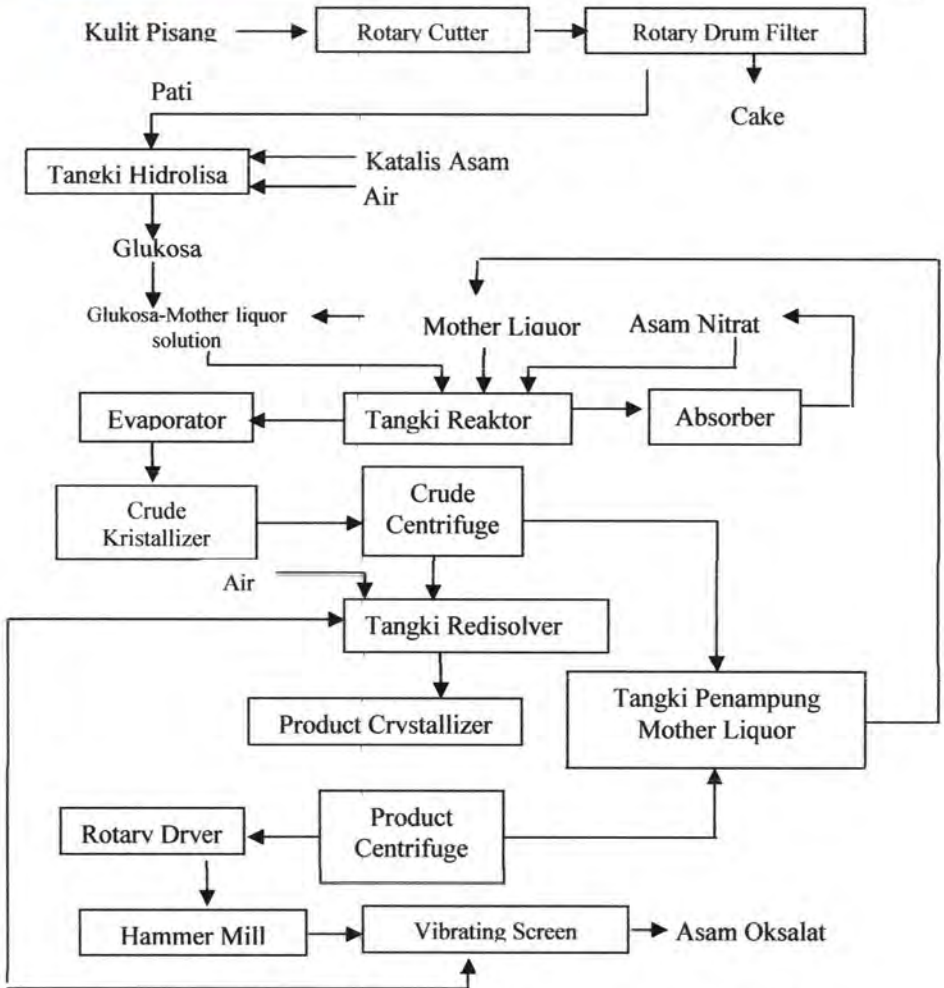 Kulit Pisang
Rotary Cutter
Rotary Drum Filter
Pati
Cake
Tangki Hidrolisa
Katalis Asam
Air
Glukosa
Glukosa-Mother liquor
solution
Mother Liquor
Asam Nitrat
Evaporator
Tangki Reaktor
Absorber
Crude
Kristallizer
Crude
Centrifuge
Air
Tangki Redisolver
Product Crystallizer
Tangki Penampung
Mother Liquor
Rotary Dryer
Product
Centrifuge
Hammer Mill
Vibrating Screen
Asam Oksalat